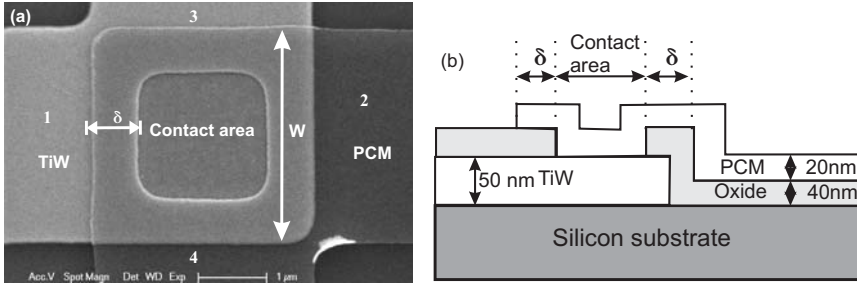 (a)
3
1
δ
Contact area
W
2
TiW
PCM
4
Acc.V Spot Magn Det WD Exp 1 μm
(b)
δ
Contact area
δ
50 nm TiW
PCM
20nm
Oxide
40nm
Silicon substrate